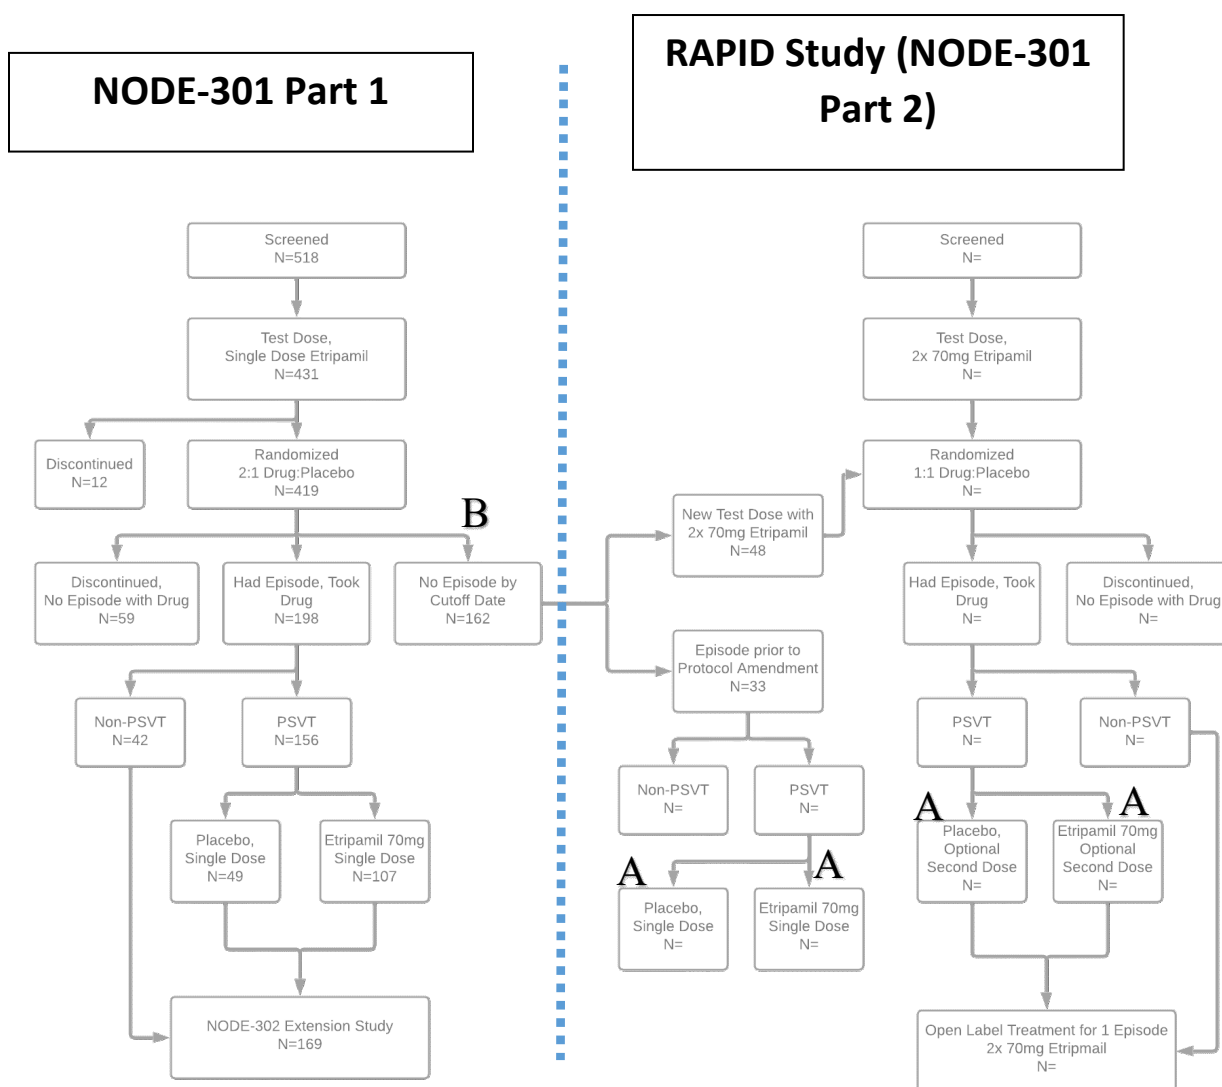 NODE-301 Part 1
RAPID Study (NODE-301
Part 2)
Screened
N=518
Test Dose,
Single Dose Etripamil
N=431
Discontinued
N=12
Randomized
2:1 Drug:Placebo
N=419
B
Discontinued,
No Episode with Drug
N=59
Had Episode, Took
Drug
N=198
No Episode by
Cutoff Date
N=162
Non-PSVT
N=42
PSVT
N=156
Placebo,
Single Dose
N=49
Etripamil 70mg
Single Dose
N=107
NODE-302 Extension Study
N=169
New Test Dose with
2x 70mg Etripamil
N=48
Episode prior to
Protocol Amendment
N=33
Non-PSVT
N=
PSVT
N=
A
A
Placebo,
Single Dose
N=
Etripamil 70mg
Single Dose
N=
Screened
N=
Test Dose,
2x 70mg Etripamil
N=
Randomized
1:1 Drug:Placebo
N=
Had Episode, Took
Drug
N=
Discontinued,
No Episode with Drug
N=
PSVT
N=
Non-PSVT
N=
A
A
Placebo,
Optional
Second Dose
N=
Etripamil 70mg
Optional
Second Dose
N=
Open Label Treatment for 1 Episode
2x 70mg Etripmail
N=